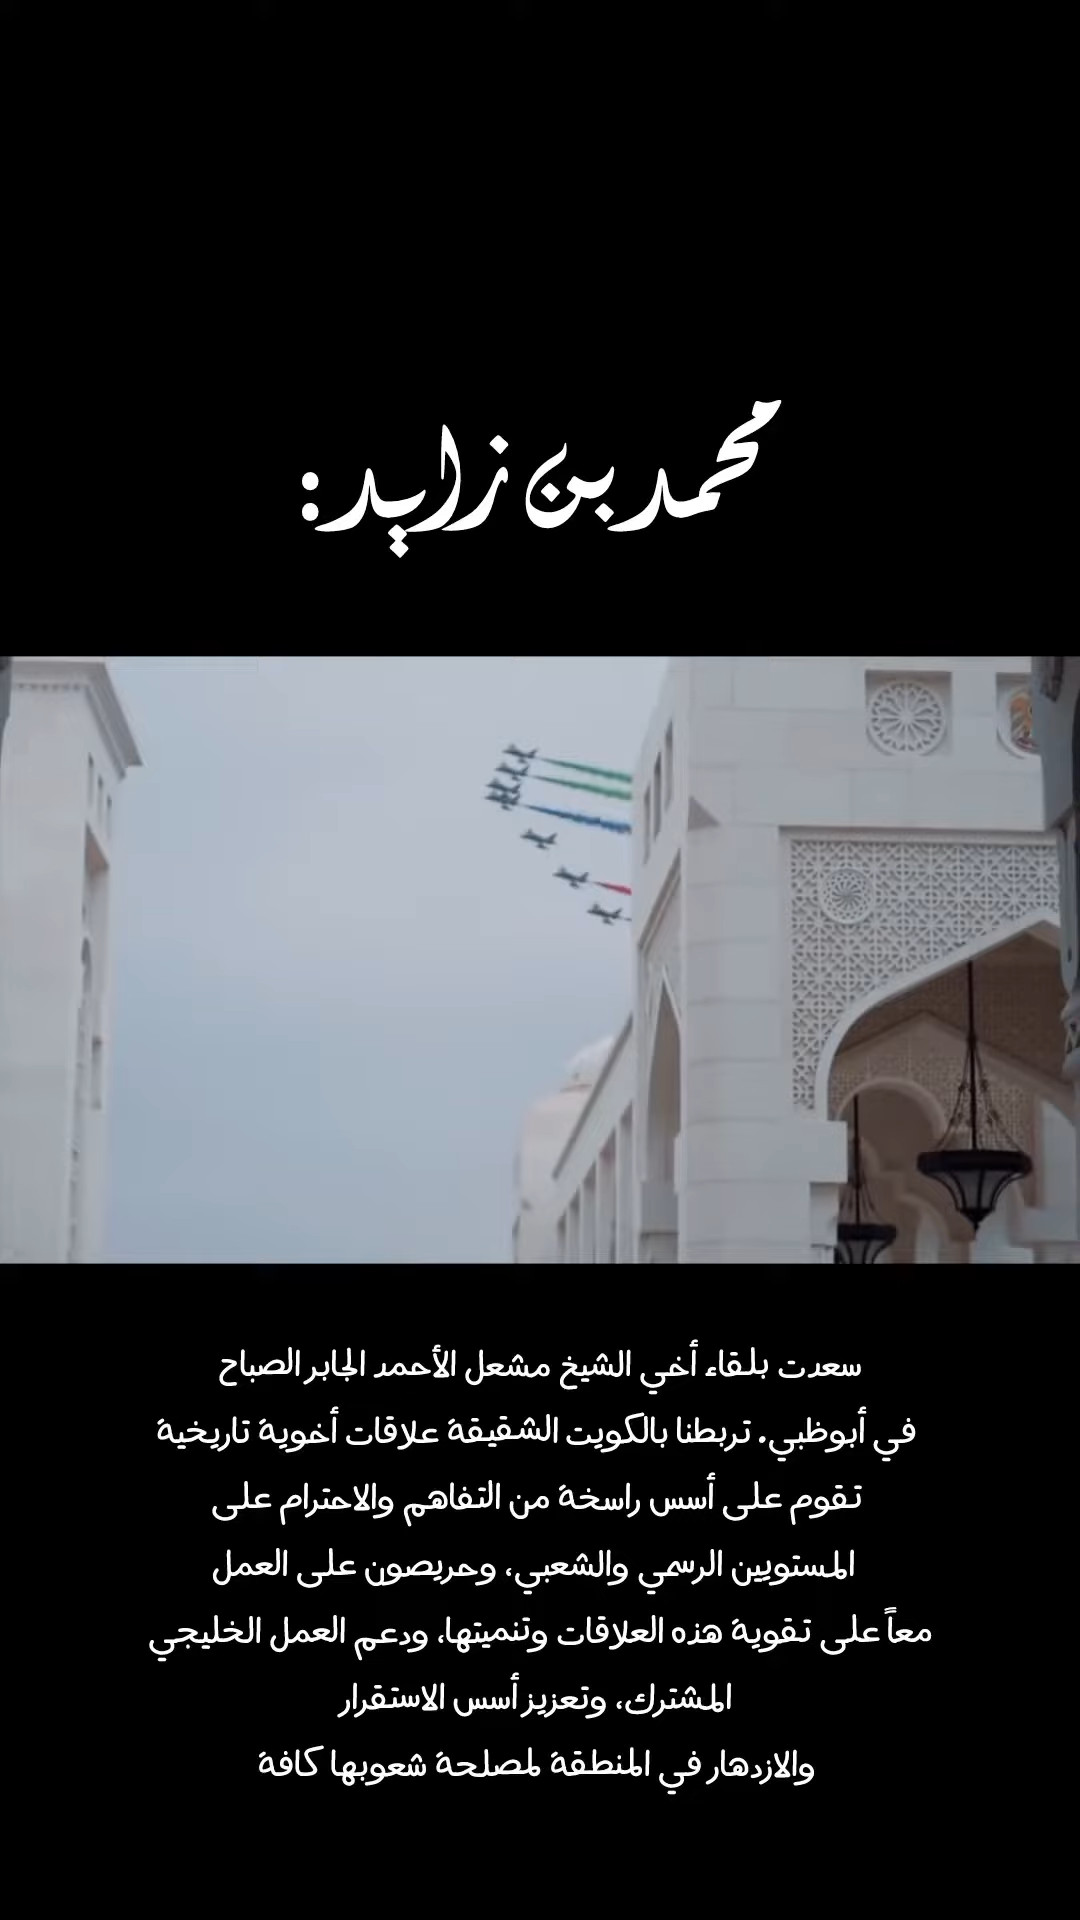 محمد بن زايد:
سعدت بلقاء أخي الشيخ مشعل الأحمد الجابر الصباح
في أبوظبي. تربطنا بالكويت الشقيقة علاقات أخوية تاريخية
تقوم على أسس راسخة من التفاهم والاحترام على
المستويين الرسمي والشعبي، وحريصون على العمل
معاً على تقوية هذه العلاقات وتنميتها، ودعم العمل الخليجي
المشترك، وتعزيز أسس الاستقرار
والازدهار في المنطقة لمصلحة شعوبها كافة